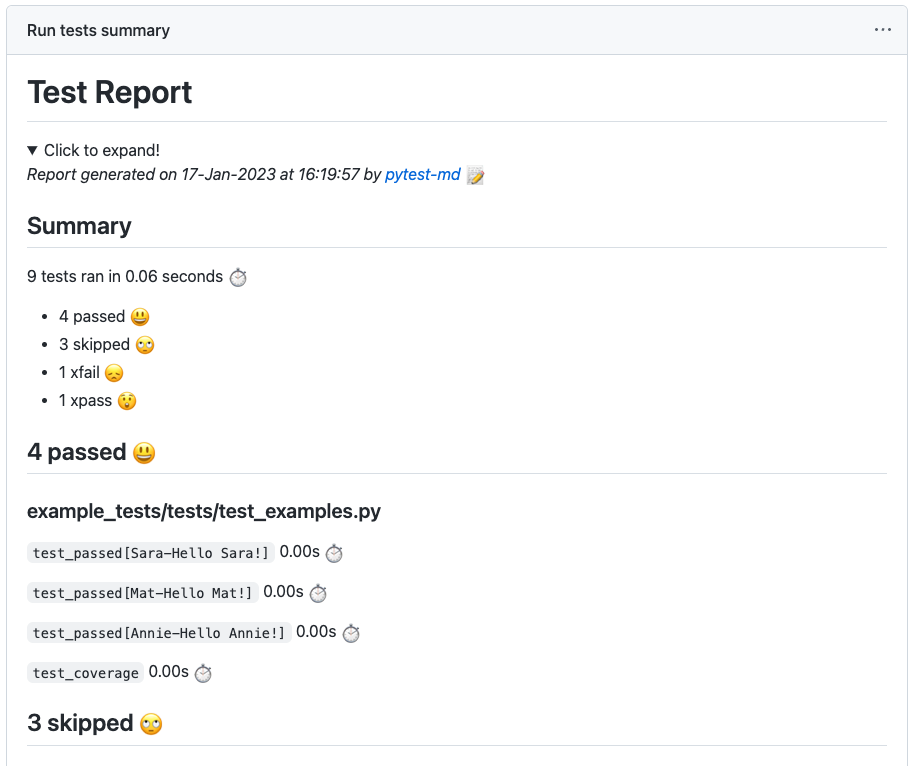 Run tests summary
Test Report
Click to expand!
Report generated on 17-Jan-2023 at 16:19:57 by pytest-md 📝
Summary
9 tests ran in 0.06 seconds ⏱
4 passed 😃
3 skipped 🙄
1 xfail 😞
1 xpass 😲
4 passed 😃
example_tests/tests/test_examples.py
test_passed[Sara-Hello Sara!] 0.00s ⏱
test_passed[Mat-Hello Mat!] 0.00s ⏱
test_passed[Annie-Hello Annie!] 0.00s ⏱
test_coverage 0.00s ⏱
3 skipped 🙄